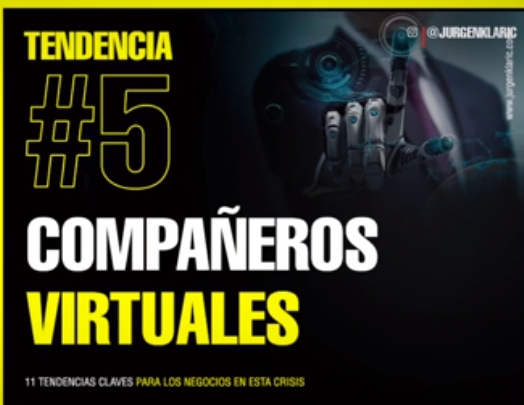 TENDENCIA
@JURGENKLARIC
#5
www.jurgenklaric.com
COMPAÑEROS
VIRTUALES
11 TENDENCIAS CLAVES PARA LOS NEGOCIOS EN ESTA CRISIS